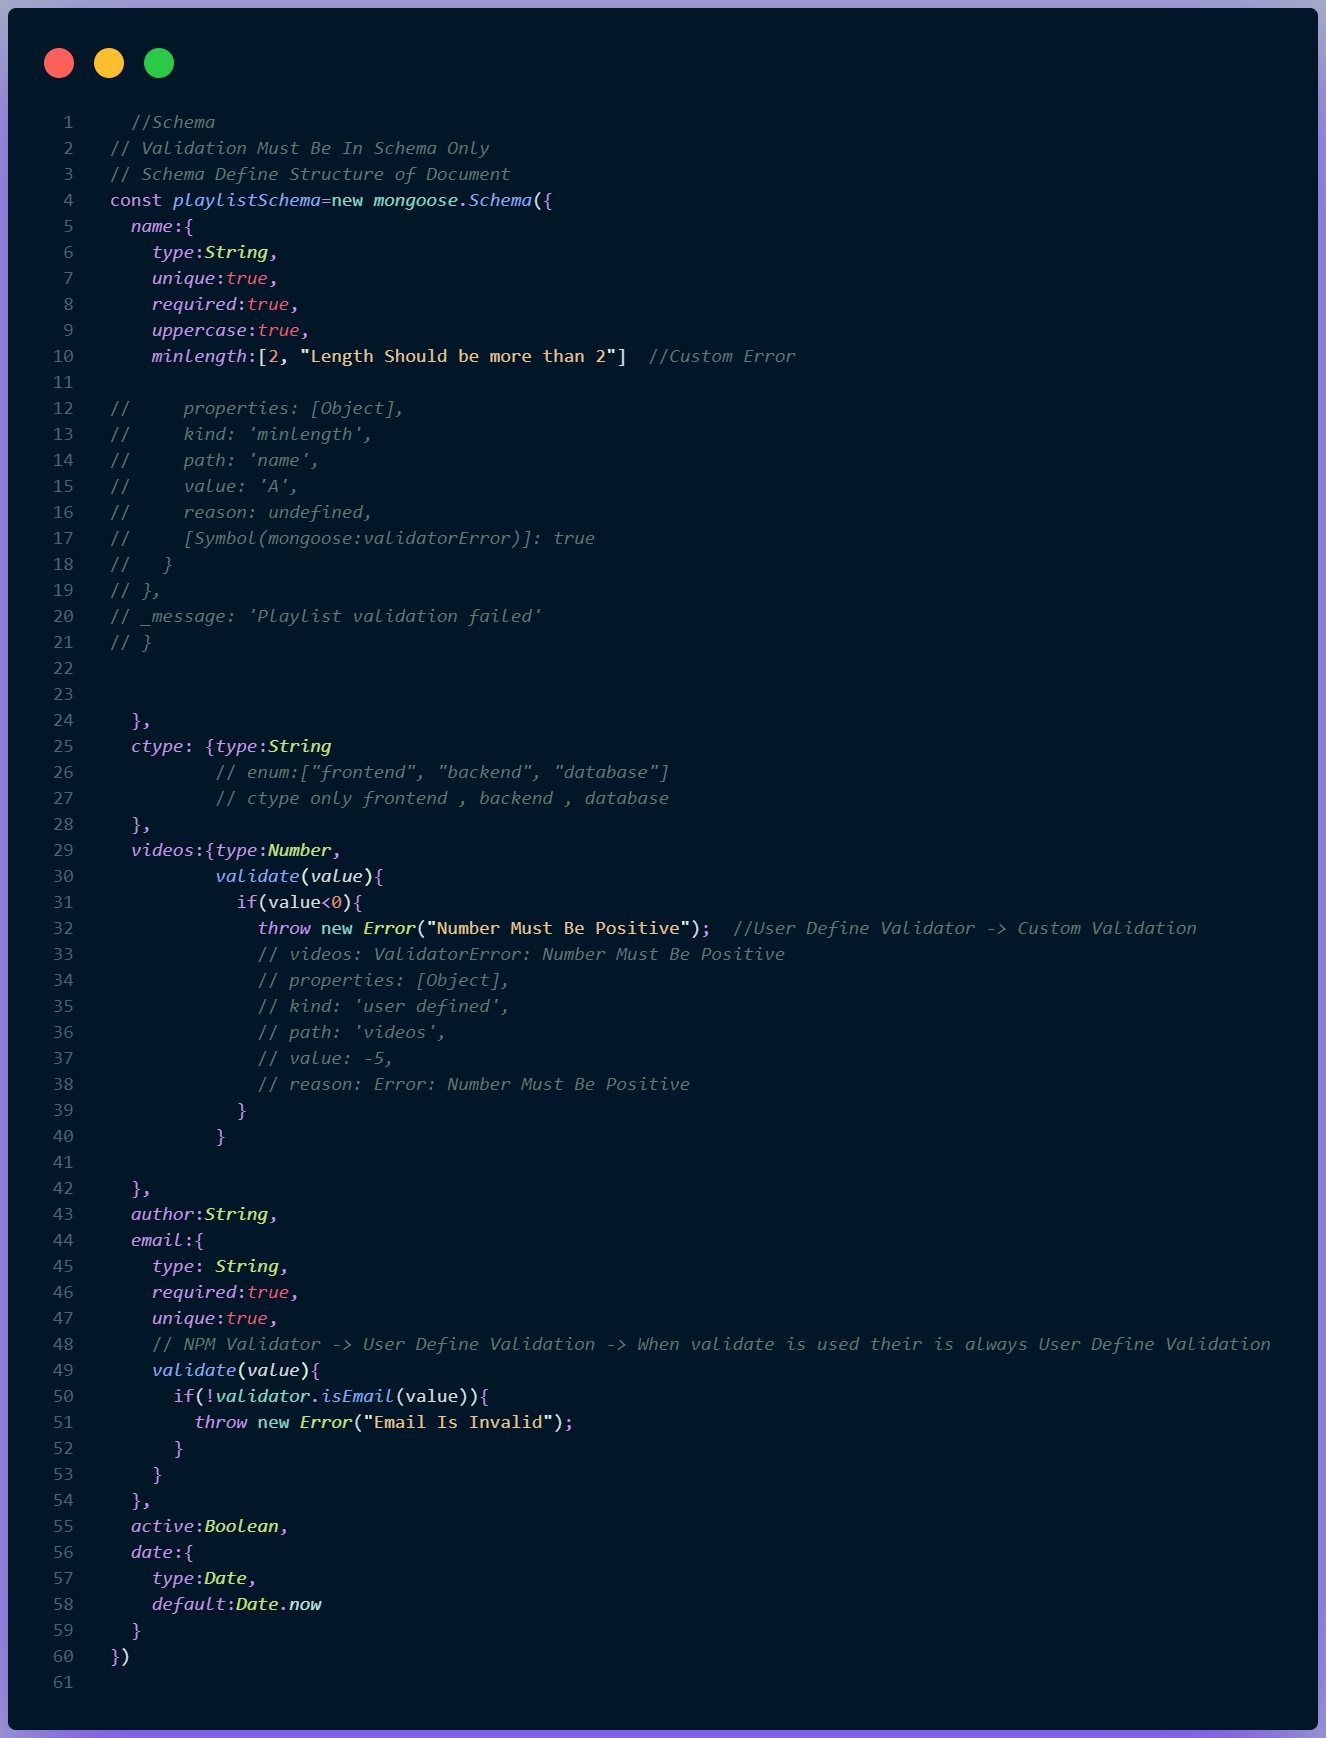 1 //Schema
2 // Validation Must Be In Schema Only
3 // Schema Define Structure of Document
4 const playlistSchema=new mongoose.Schema({
5 name:{
6 type:String,
7 unique:true,
8 required:true,
9 uppercase:true,
10 minlength:[2, "Length Should be more than 2"] //Custom Error
11
12 // properties: [Object],
13 // kind: 'minlength',
14 // path: 'name',
15 // value: 'A',
16 // reason: undefined,
17 // [Symbol(mongoose:validatorError)]: true
18 // }
19 // },
20 // _message: 'Playlist validation failed'
21 // }
22
23
24 },
25 ctype: {type:String
26 // enum:["frontend", "backend", "database"]
27 // ctype only frontend , backend , database
28 },
29 videos:{type:Number,
30 validate(value){
31 if(value<0){
32 throw new Error("Number Must Be Positive"); //User Define Validator -> Custom Validation
33 // videos: ValidatorError: Number Must Be Positive
34 // properties: [Object],
35 // kind: 'user defined',
36 // path: 'videos',
37 // value: -5,
38 // reason: Error: Number Must Be Positive
39 }
40 }
41
42 },
43 author:String,
44 email:{
45 type: String,
46 required:true,
47 unique:true,
48 // NPM Validator -> User Define Validation -> When validate is used their is always User Define Validation
49 validate(value){
50 if(!validator.isEmail(value)){
51 throw new Error("Email Is Invalid");
52 }
53 }
54 },
55 active:Boolean,
56 date:{
57 type:Date,
58 default:Date.now
59 }
60 })
61